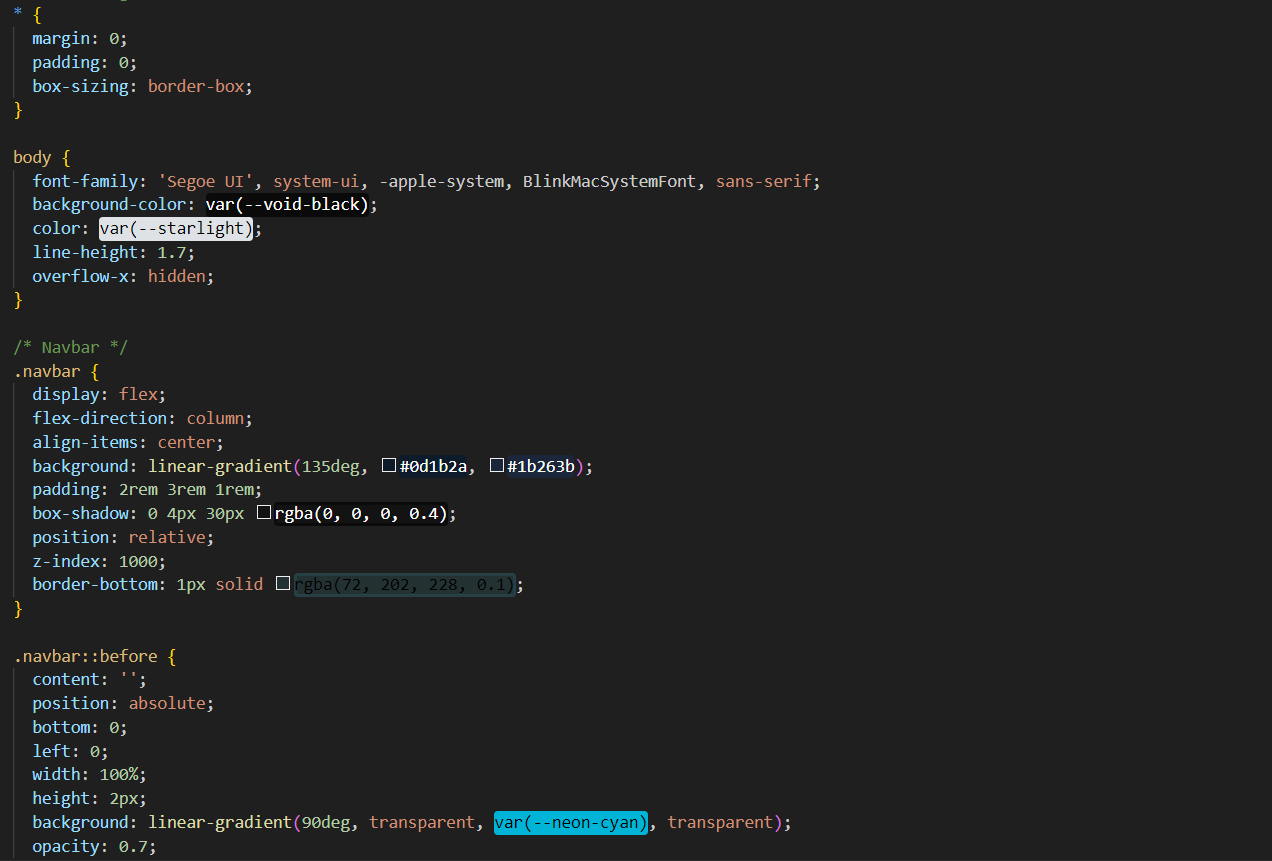 * {
margin: 0;
padding: 0;
box-sizing: border-box;
}
body {
font-family: 'Segoe UI', system-ui, -apple-system, BlinkMacSystemFont, sans-serif;
background-color: var(--void-black);
color: var(--starlight);
line-height: 1.7;
overflow-x: hidden;
}
/* Navbar */
.navbar {
display: flex;
flex-direction: column;
align-items: center;
background: linear-gradient(135deg, #0d1b2a, #1b263b);
padding: 2rem 3rem 1rem;
box-shadow: 0 4px 30px rgba(0, 0, 0, 0.4);
position: relative;
z-index: 1000;
border-bottom: 1px solid rgba(72, 202, 228, 0.1);
}
.navbar::before {
content: '';
position: absolute;
bottom: 0;
left: 0;
width: 100%;
height: 2px;
background: linear-gradient(90deg, transparent, var(--neon-cyan), transparent);
opacity: 0.7;